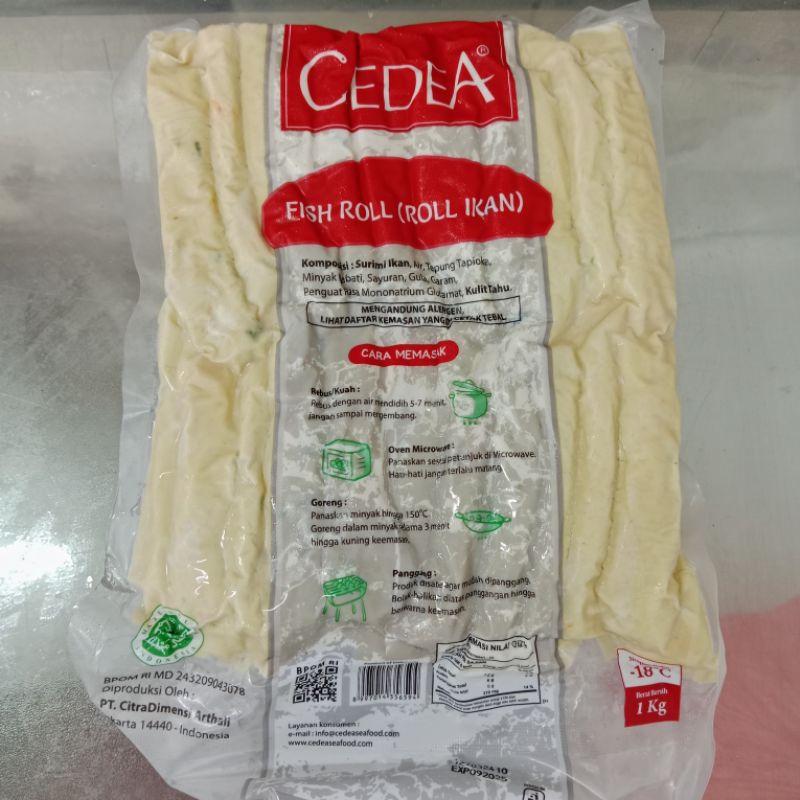 CEDEA®
FISH ROLL (ROLL IKAN)
Komposisi : Surimi Ikan, Air, Tepung Tapioka,
Minyak Nabati, Sayuran, Gula, Garam,
Penguat Rasa Mononatrium Glutamat, Kulit Tahu.
MENGANDUNG ALERGEN,
LIHAT DAFTAR KEMASAN YANG DICETAK TEBAL
CARA MEMASAK
Rebus/Kuah :
Rebus dengan air mendidih 5-7 menit,
jangan sampai mengembang.
Oven Microwave :
Panaskan sesuai petunjuk di Microwave.
Hati-hati jangan terlalu matang
Goreng :
Panaskan minyak hingga 150°C.
Goreng dalam minyak selama 3 menit
hingga kuning keemasan.
Panggang :
Produk disate agar mudah dipanggang.
Bolak-balikan diatas panggangan hingga
berwarna keemasan.
INDONESIA
BPOM RI MD 243209043078
Diproduksi Oleh :
PT. CitraDimensi Arthali
Jakarta 14440 - Indonesia
BPOM RI
Layanan konsumen :
e-mail : info@cedeaseafood.com
www.cedeaseafood.com
-18°C
Berat Bersih
1 Kg
EXP092025